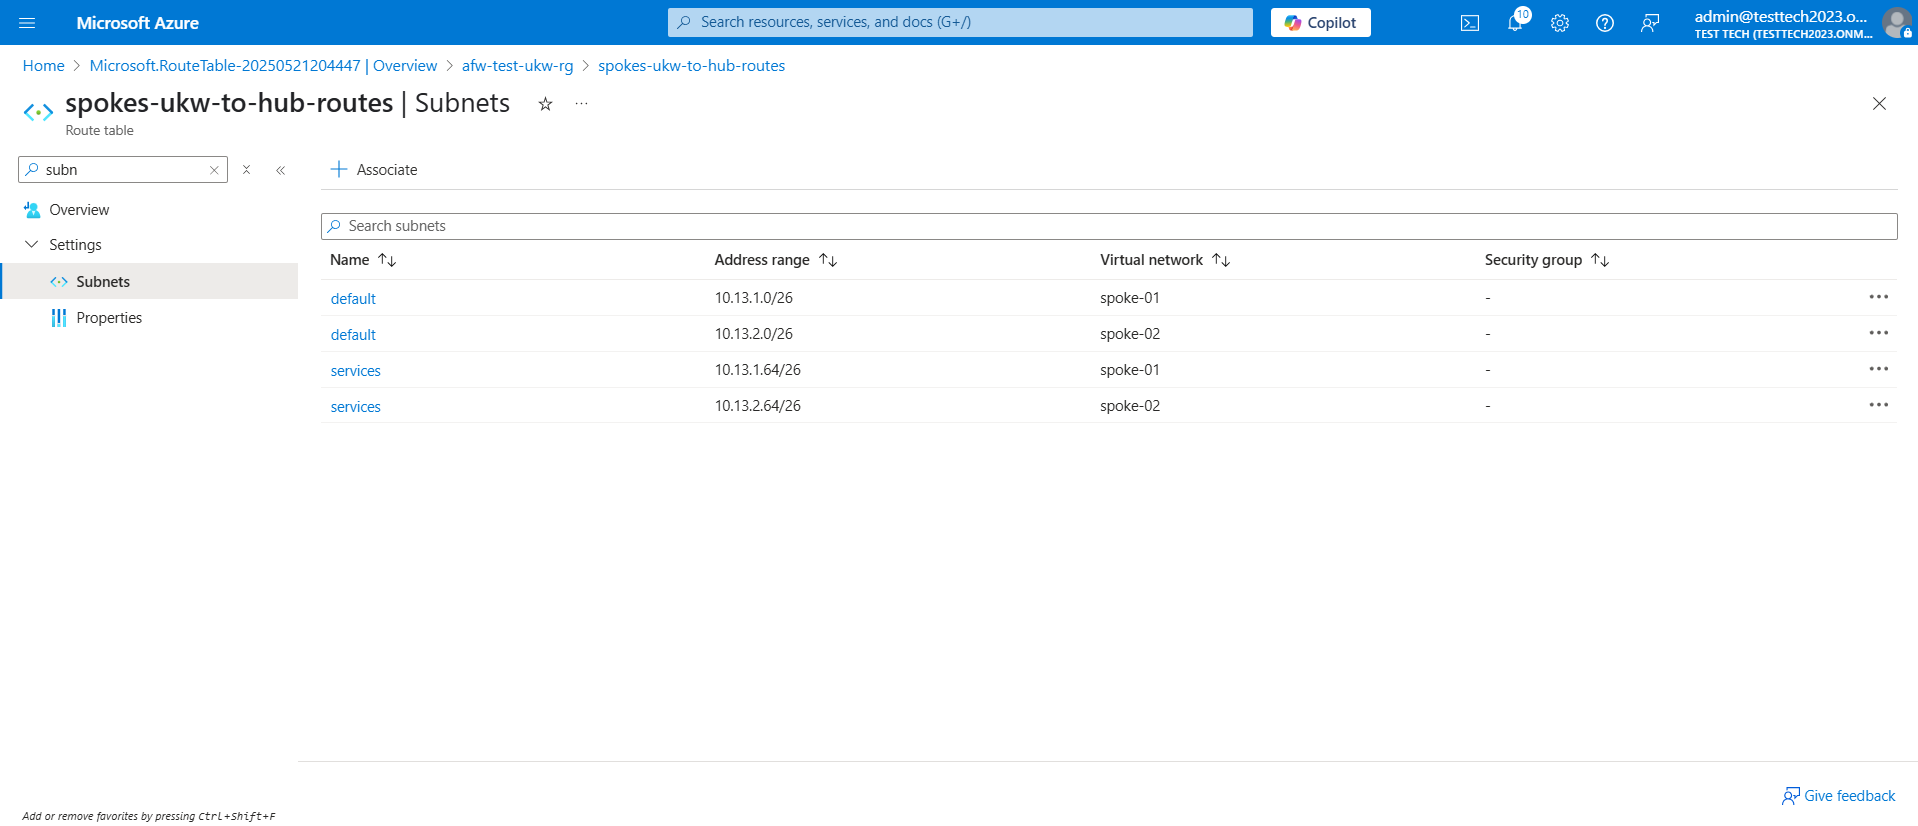 Microsoft Azure
Search resources, services, and docs (G+/)
Copilot
10
admin@testtech2023.o...
TEST TECH (TESTTECH2023.ONM...
Home > Microsoft.RouteTable-20250521204447 | Overview > afw-test-ukw-rg > spokes-ukw-to-hub-routes
spokes-ukw-to-hub-routes | Subnets
Route table
subn
Overview
Settings
Subnets
Properties
Associate
Search subnets
Name Address range Virtual network Security group
default 10.13.1.0/26 spoke-01 -
default 10.13.2.0/26 spoke-02 -
services 10.13.1.64/26 spoke-01 -
services 10.13.2.64/26 spoke-02 -
Give feedback
Add or remove favorites by pressing Ctrl+Shift+F